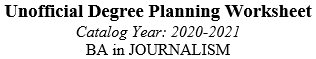 Unofficial Degree Planning Worksheet
Catalog Year: 2020-2021
BA in JOURNALISM